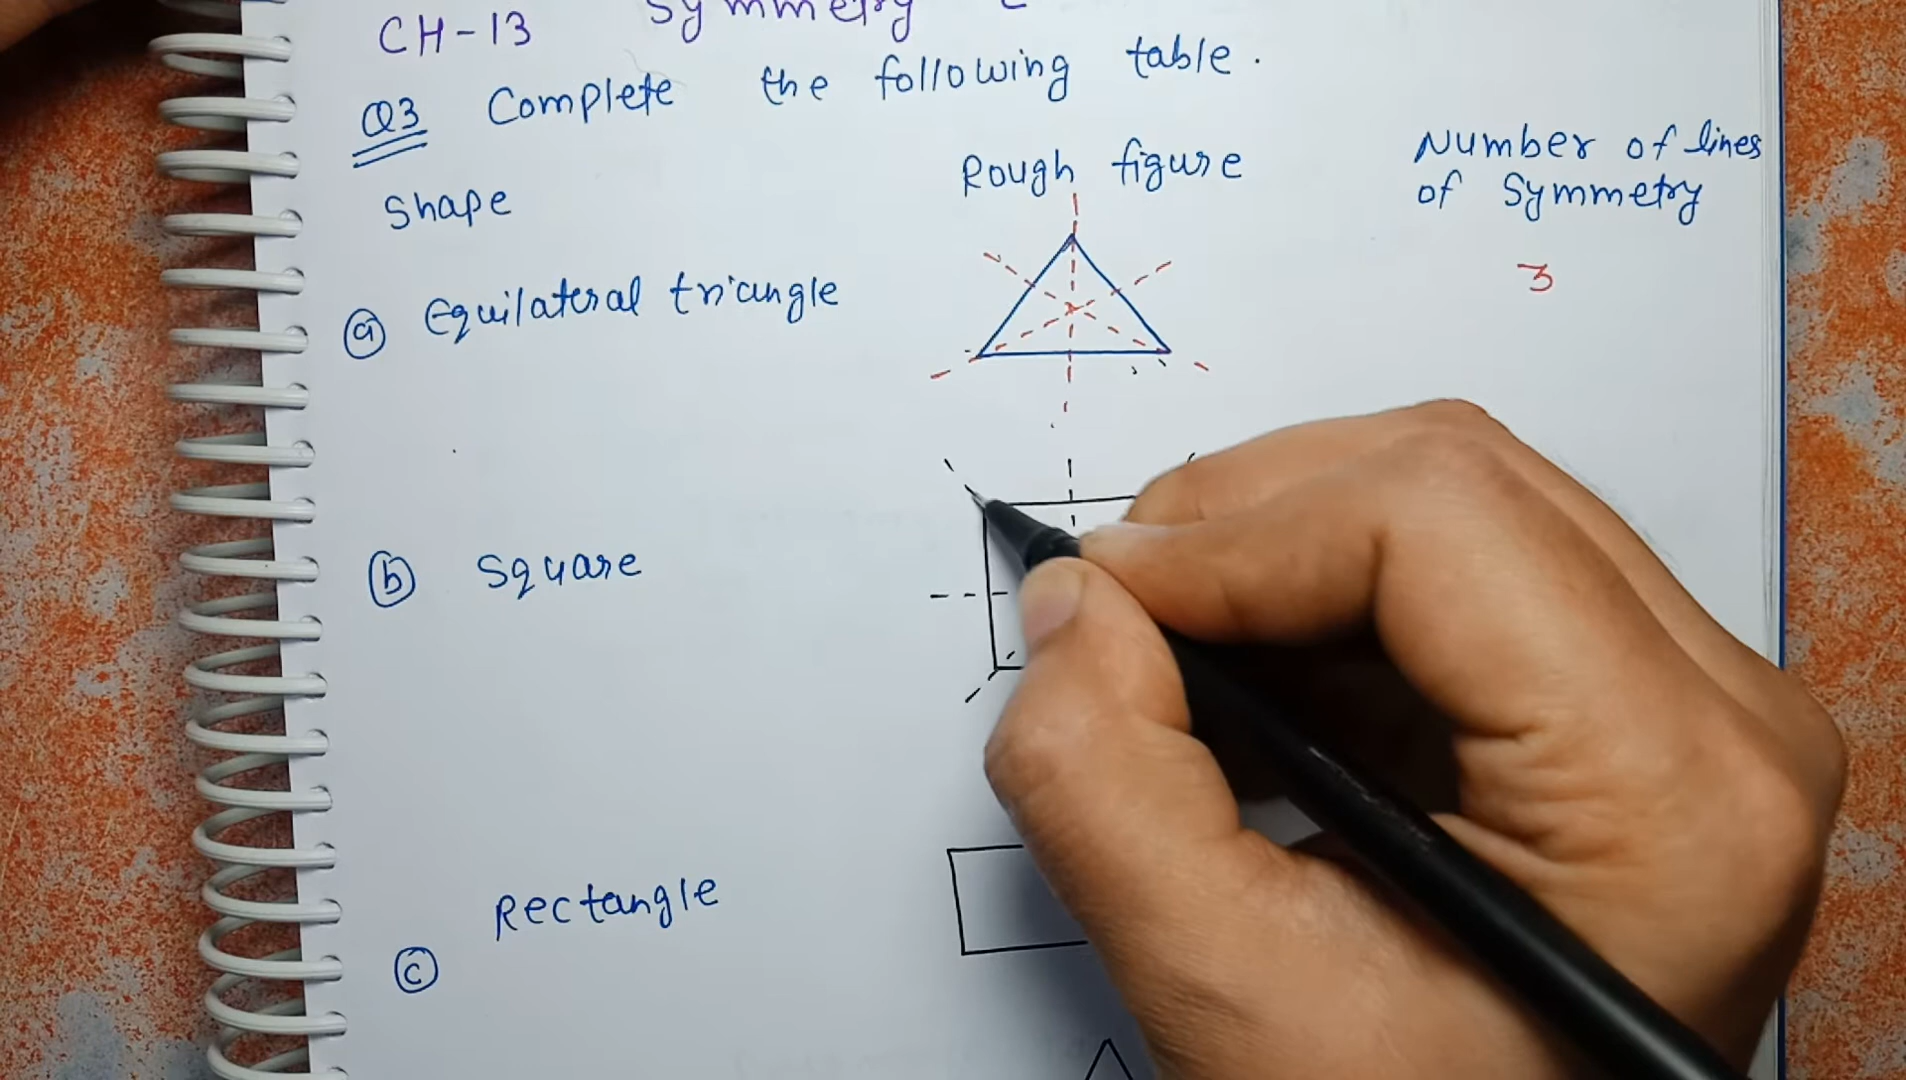 CH-13 Symmetry
Q3 Complete the following table.
Shape
Rough figure
Number of lines
of Symmetry
(a) Equilateral triangle
3
(b) Square
Rectangle
(c)